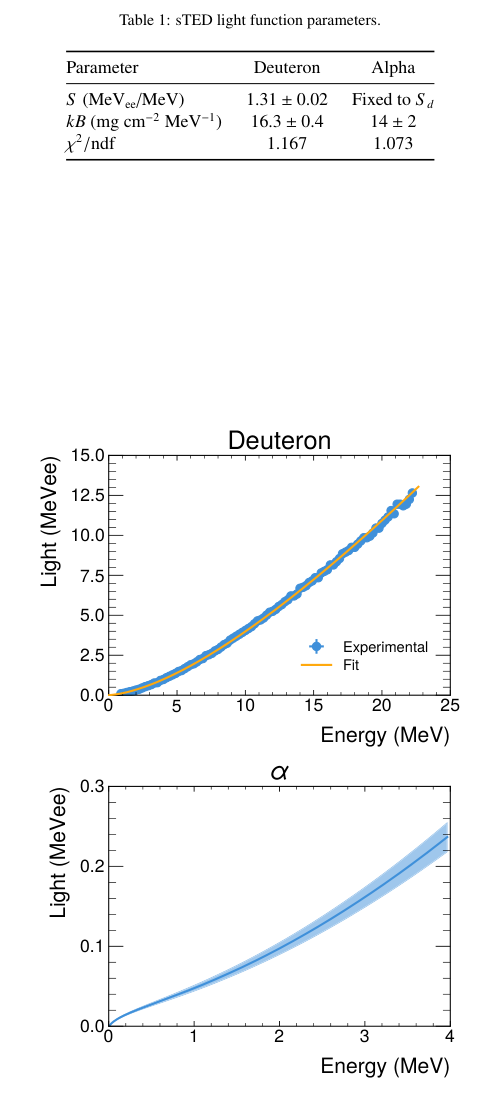 Table 1: sTED light function parameters.
Parameter Deuteron Alpha
S (MeVee/MeV) 1.31 ± 0.02 Fixed to Sd
kB (mg cm⁻² MeV⁻¹) 16.3 ± 0.4 14 ± 2
χ²/ndf 1.167 1.073
Deuteron
Light (MeVee)
15.0
12.5
10.0
7.5
5.0
2.5
0.0
Experimental
Fit
0 5 10 15 20 25
Energy (MeV)
α
Light (MeVee)
0.3
0.2
0.1
0.0
0 1 2 3 4
Energy (MeV)